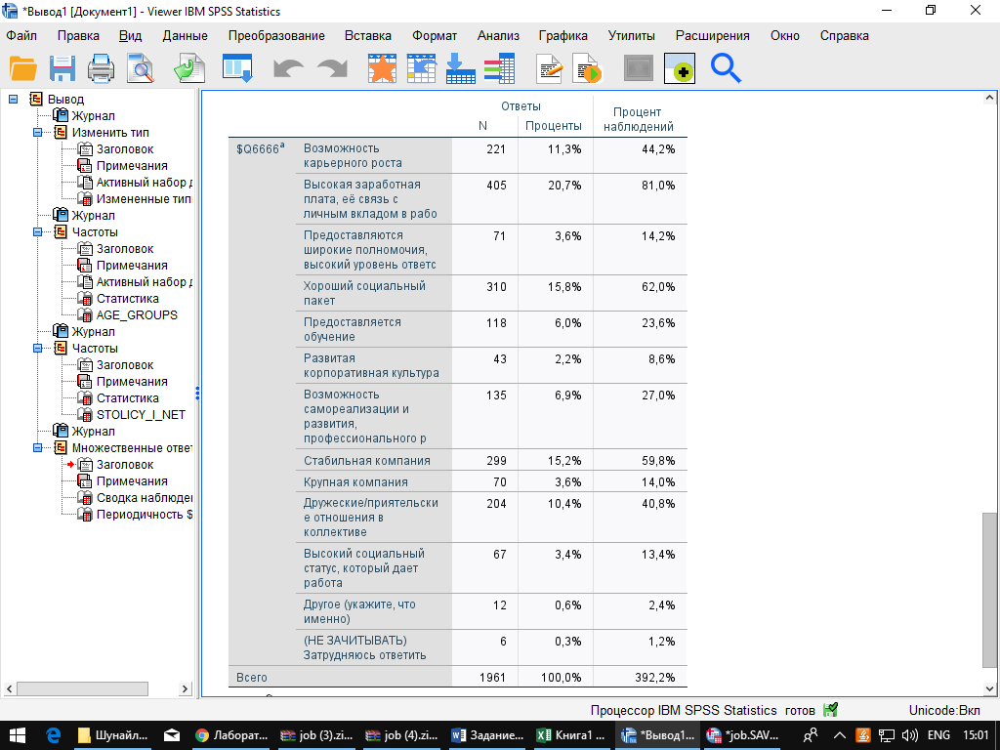 *Вывод1 [Документ1] - Viewer IBM SPSS Statistics
Файл Правка Вид Данные Преобразование Вставка Формат Анализ Графика Утилиты Расширения Окно Справка
Вывод
Журнал
Изменить тип
Заголовок
Примечания
Активный набор д
Измененные тип
Журнал
Частоты
Заголовок
Примечания
Активный набор д
Статистика
AGE_GROUPS
Журнал
Частоты
Заголовок
Примечания
Статистика
STOLICY_I_NET
Журнал
Множественные ответ
Заголовок
Примечания
Сводка наблюде
Периодичность $
Ответы
Процент
наблюдений
N Проценты
$Q6666a Возможность
карьерного роста 221 11,3% 44,2%
Высокая заработная
плата, её связь с
личным вкладом в рабо 405 20,7% 81,0%
Предоставляются
широкие полномочия,
высокий уровень ответс 71 3,6% 14,2%
Хороший социальный
пакет 310 15,8% 62,0%
Предоставляется
обучение 118 6,0% 23,6%
Развитая
корпоративная культура 43 2,2% 8,6%
Возможность
самореализации и
развития,
профессионального р 135 6,9% 27,0%
Стабильная компания 299 15,2% 59,8%
Крупная компания 70 3,6% 14,0%
Дружеские/приятельски
е отношения в
коллективе 204 10,4% 40,8%
Высокий социальный
статус, который дает
работа 67 3,4% 13,4%
Другое (укажите, что
именно) 12 0,6% 2,4%
(НЕ ЗАЧИТЫВАТЬ)
Затрудняюсь ответить 6 0,3% 1,2%
Всего 1961 100,0% 392,2%
Процессор IBM SPSS Statistics готов Unicode:Вкл
Шунайл... Лаборат... job (3).zi... job (4).zi... Задание... Книга1 ... *Вывод1... *job.SAV... ENG 15:01